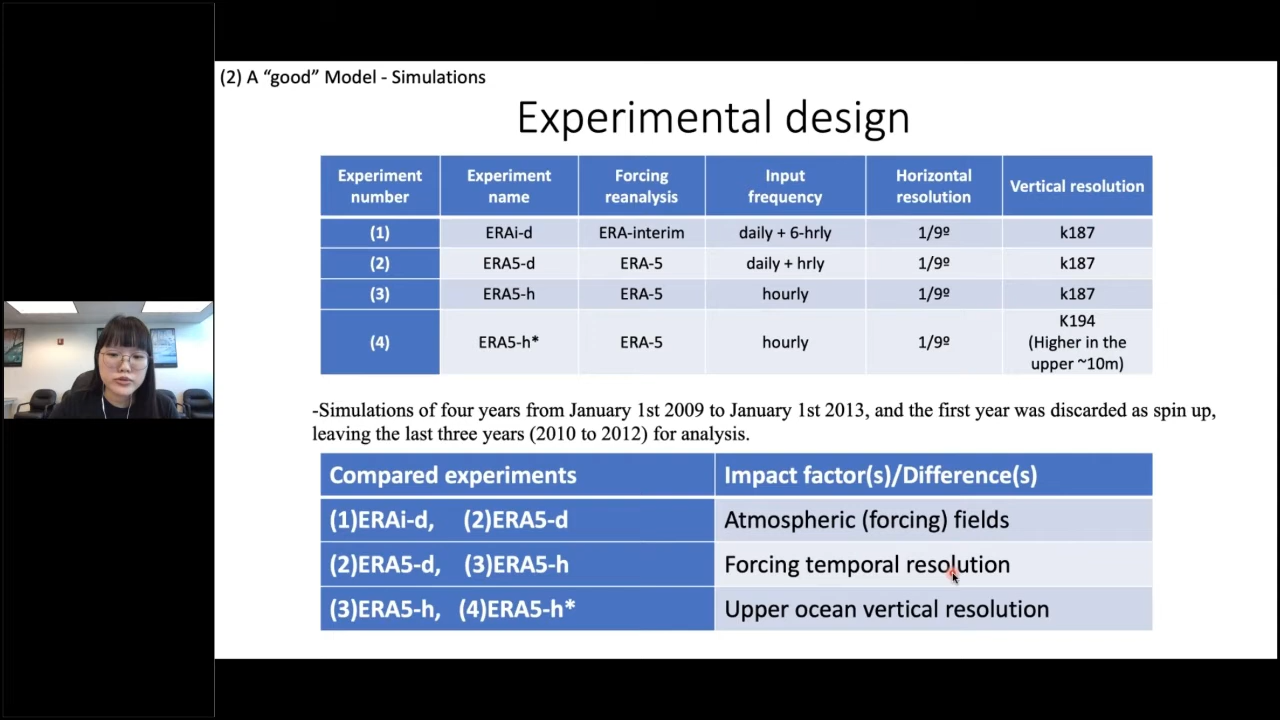 (2) A “good” Model - Simulations
Experimental design
Experiment number
Experiment name
Forcing reanalysis
Input frequency
Horizontal resolution
Vertical resolution
(1) ERAi-d ERA-interim daily + 6-hrly 1/9º k187
(2) ERA5-d ERA-5 daily + hrly 1/9º k187
(3) ERA5-h ERA-5 hourly 1/9º k187
(4) ERA5-h* ERA-5 hourly 1/9º K194
(Higher in the
upper ~10m)
-Simulations of four years from January 1st 2009 to January 1st 2013, and the first year was discarded as spin up,
leaving the last three years (2010 to 2012) for analysis.
Compared experiments Impact factor(s)/Difference(s)
(1)ERAi-d, (2)ERA5-d Atmospheric (forcing) fields
(2)ERA5-d, (3)ERA5-h Forcing temporal resolution
(3)ERA5-h, (4)ERA5-h* Upper ocean vertical resolution